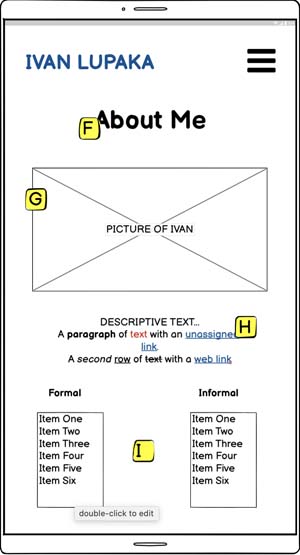 IVAN LUPAKA
About Me
F
G
PICTURE OF IVAN
H
DESCRIPTIVE TEXT...
A paragraph of text with an unassigned
link.
A second row of text with a web link
Formal
Informal
Item One
Item Two
Item Three
Item Four
Item Five
Item Six
I
Item One
Item Two
Item Three
Item Four
Item Five
Item Six
double-click to edit